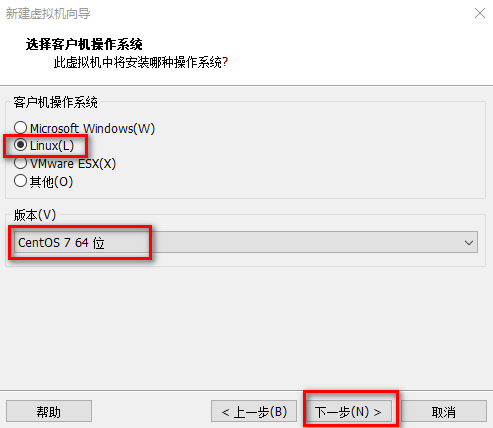 新建虚拟机向导
选择客户机操作系统
此虚拟机中将安装哪种操作系统?
客户机操作系统
Microsoft Windows(W)
Linux(L)
VMware ESX(X)
其他(O)
版本(V)
CentOS 7 64 位
帮助
< 上一步(B)
下一步(N) >
取消